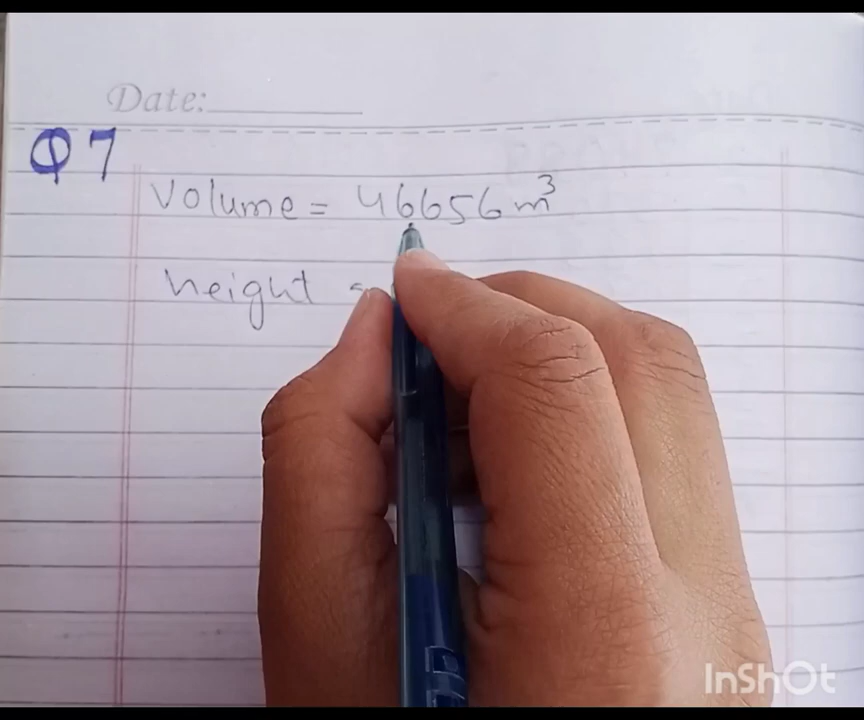 Date:
Q7
Volume = 46656 m³
height =
InShOt